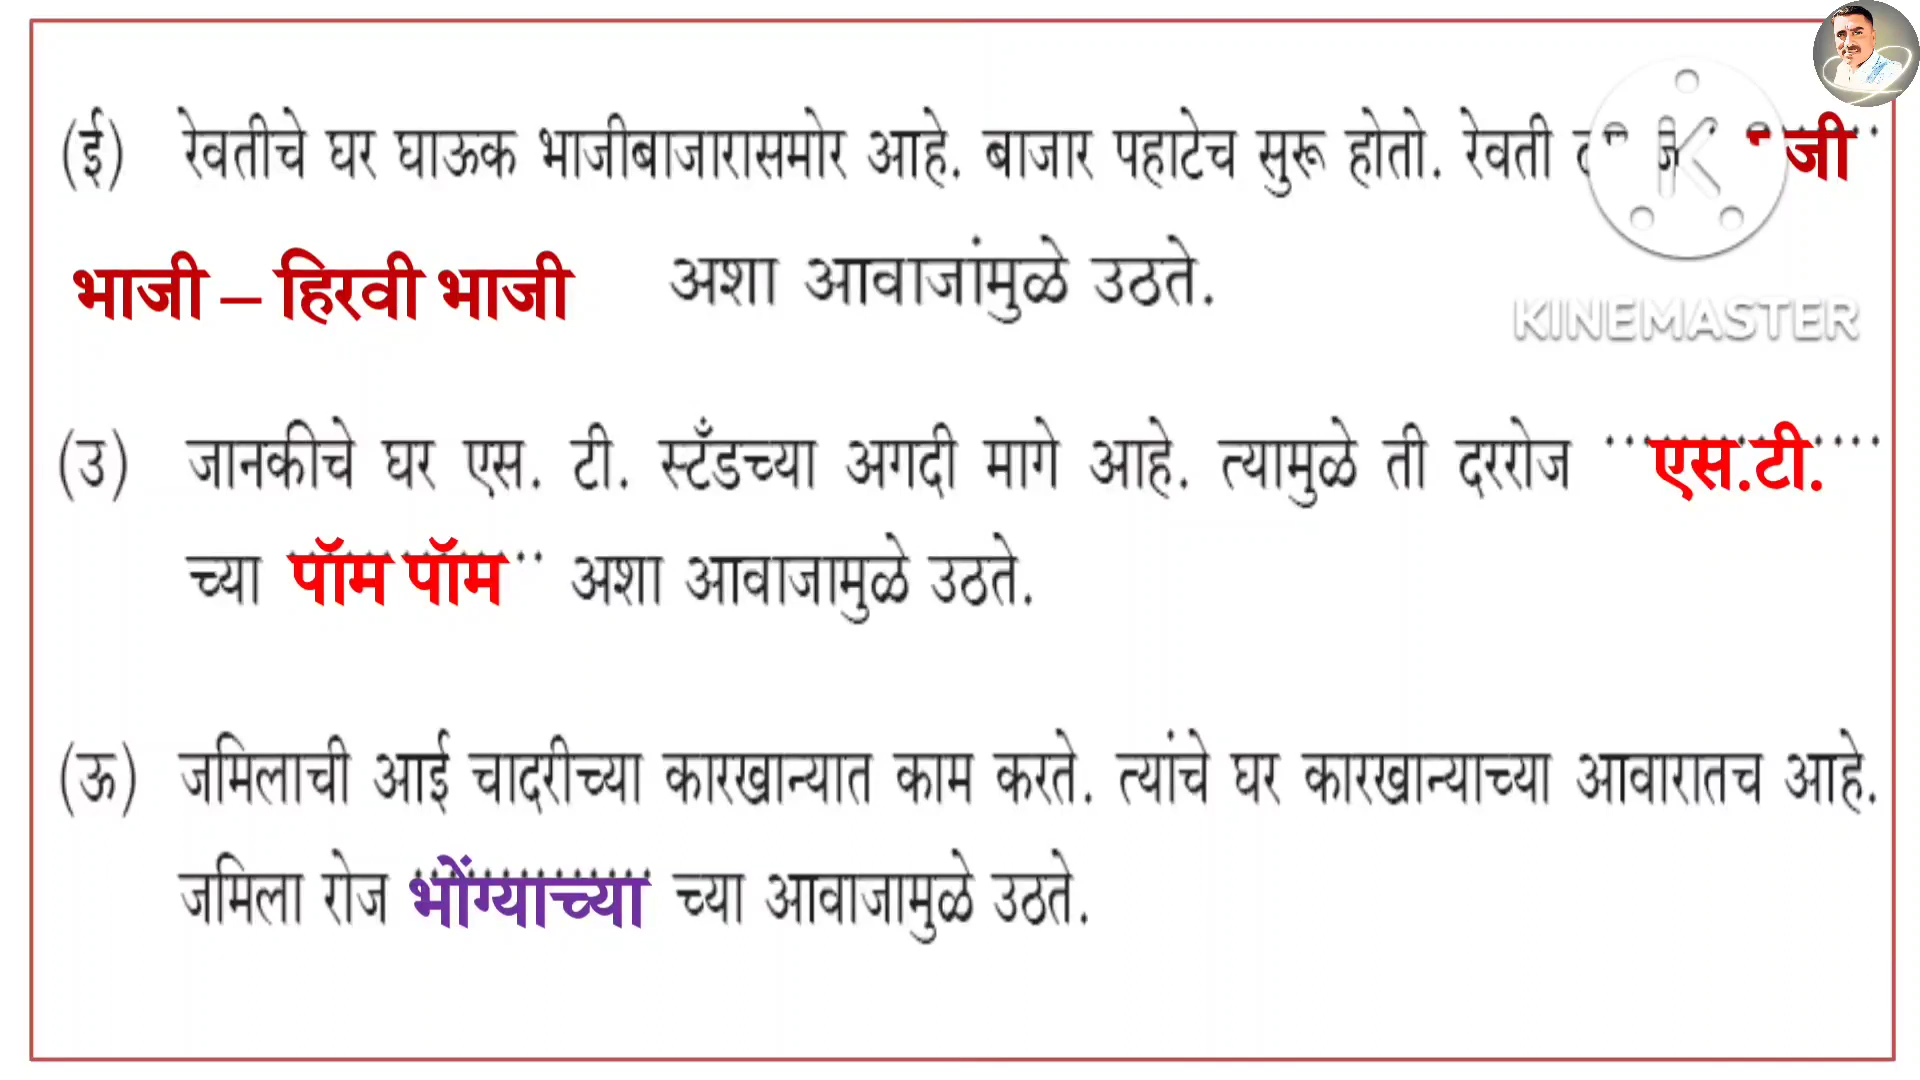 (ई) रेवतीचे घर घाऊक भाजीबाजारासमोर आहे. बाजार पहाटेच सुरू होतो. रेवती
भाजी – हिरवी भाजी अशा आवाजांमुळे उठते.
KINEMASTER
(उ) जानकीचे घर एस. टी. स्टँडच्या अगदी मागे आहे. त्यामुळे ती दररोज एस.टी.
च्या पॉम पॉम अशा आवाजामुळे उठते.
(ऊ) जमिलाची आई चादरीच्या कारखान्यात काम करते. त्यांचे घर कारखान्याच्या आवारातच आहे.
जमिला रोज भोंग्याच्या च्या आवाजामुळे उठते.